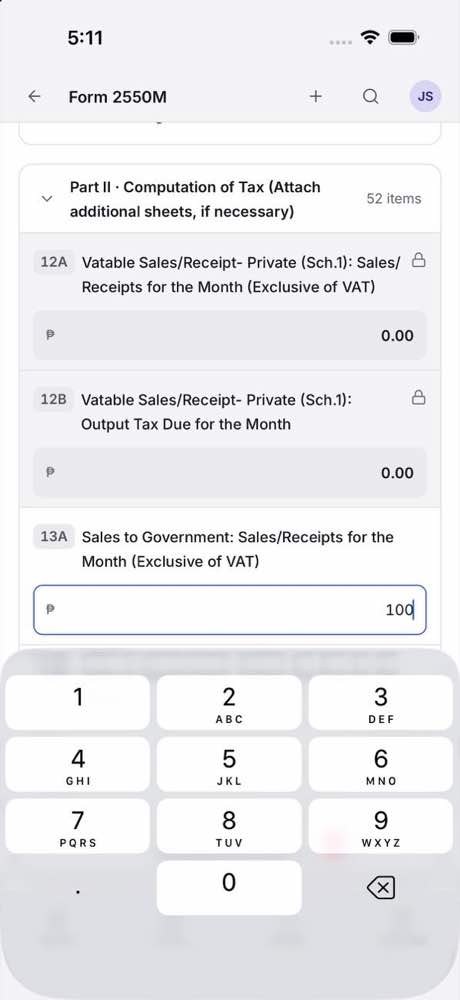 5:11
Form 2550M
JS
Part II · Computation of Tax (Attach
additional sheets, if necessary)
52 items
12A Vatable Sales/Receipt- Private (Sch.1): Sales/
Receipts for the Month (Exclusive of VAT)
₱ 0.00
12B Vatable Sales/Receipt- Private (Sch.1):
Output Tax Due for the Month
₱ 0.00
13A Sales to Government: Sales/Receipts for the
Month (Exclusive of VAT)
₱ 100
1 2 3
ABC DEF
4 5 6
GHI JKL MNO
7 8 9
PQRS TUV WXYZ
. 0